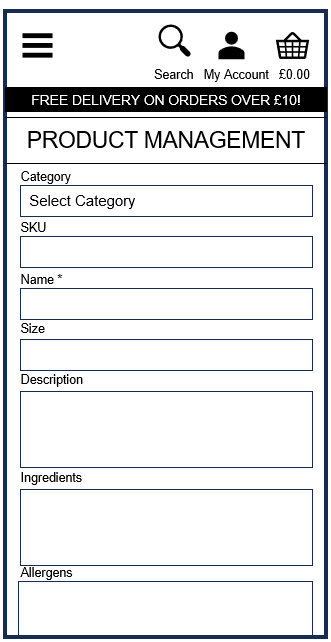 Search My Account £0.00
FREE DELIVERY ON ORDERS OVER £10!
PRODUCT MANAGEMENT
Category
Select Category
SKU
Name *
Size
Description
Ingredients
Allergens